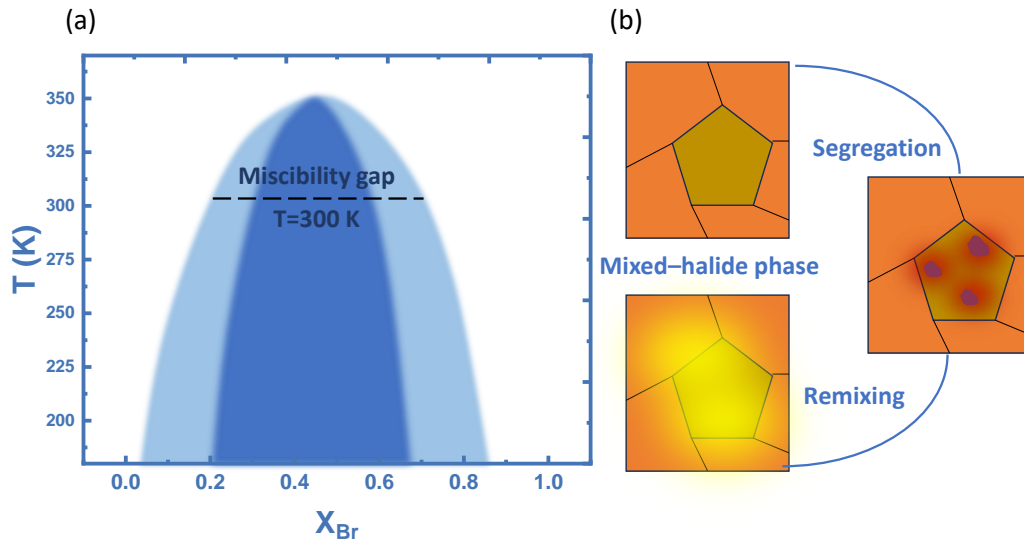 (a)
(b)
T (K)
350
325
300
275
250
225
200
Miscibility gap
T=300 K
0.0 0.2 0.4 0.6 0.8 1.0
XBr
Segregation
Mixed–halide phase
Remixing